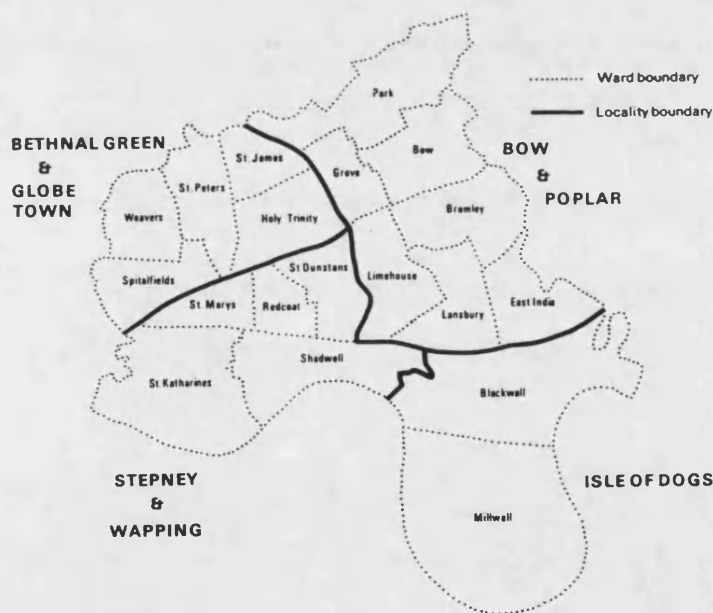 Park
Ward boundary
Locality boundary
BETHNAL GREEN
&
GLOBE
TOWN
St. James
Bow
BOW
&
POPLAR
Grove
St. Peters
Weavers
Holy Trinity
Bromley
Spitalfields
St. Dunstans
Limehouse
St. Marys
Redcoat
Lansbury
East India
Shadwell
St. Katharines
Blackwall
STEPNEY
&
WAPPING
ISLE OF DOGS
Millwall